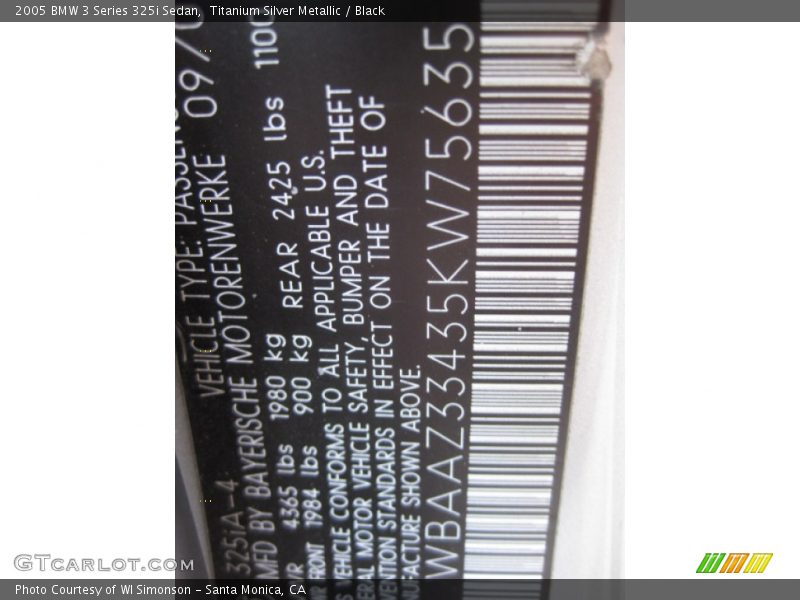 2005 BMW 3 Series 325i Sedan, Titanium Silver Metallic / Black
325iA-4
VEHICLE TYPE:
MFD BY BAYERISCHE MOTORENWERKE 09/0
4365 lbs 1980 kg REAR 2425 lbs 1100
FRONT 1984 lbs 900 kg
VEHICLE CONFORMS TO ALL APPLICABLE U.S.
MOTOR VEHICLE SAFETY, BUMPER AND THEFT
STANDARDS IN EFFECT ON THE DATE OF
SHOWN ABOVE.
WBAAZ33435KW75635
GTcarLot.com
Photo Courtesy of WI Simonson - Santa Monica, CA